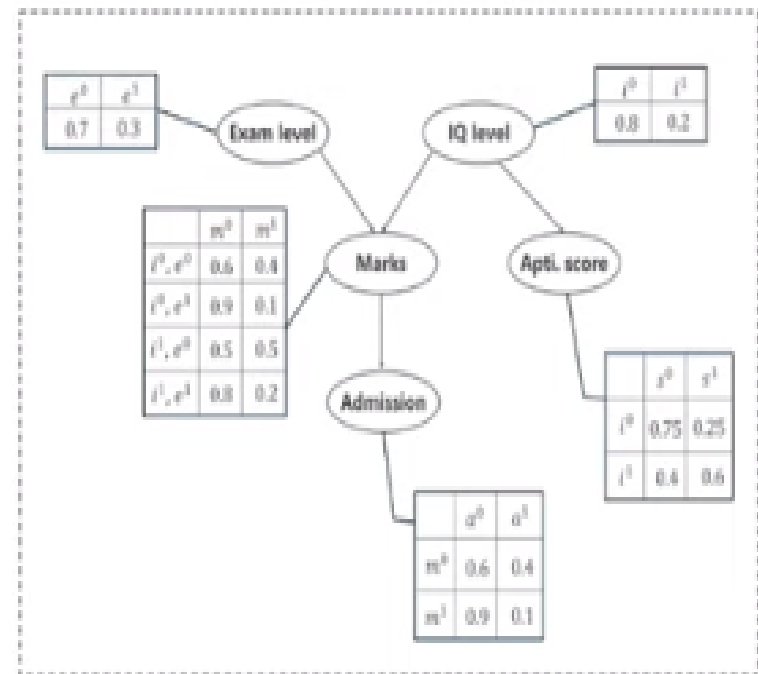 e⁰ e¹
0.7 0.3
Exam level
IQ level
i⁰ i¹
0.8 0.2
m⁰ m¹
i⁰, e⁰ 0.6 0.4
i⁰, e¹ 0.9 0.1
i¹, e⁰ 0.5 0.5
i¹, e¹ 0.8 0.2
Marks
Apti. score
s⁰ s¹
i⁰ 0.75 0.25
i¹ 0.4 0.6
Admission
a⁰ a¹
m⁰ 0.6 0.4
m¹ 0.9 0.1